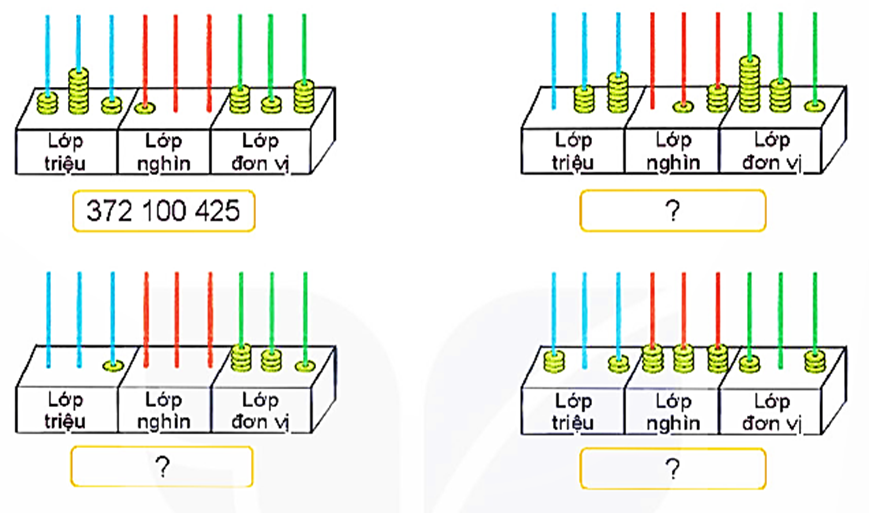 Lớp triệu
Lớp nghìn
Lớp đơn vị
372 100 425
Lớp triệu
Lớp nghìn
Lớp đơn vị
?
Lớp triệu
Lớp nghìn
Lớp đơn vị
?
Lớp triệu
Lớp nghìn
Lớp đơn vị
?